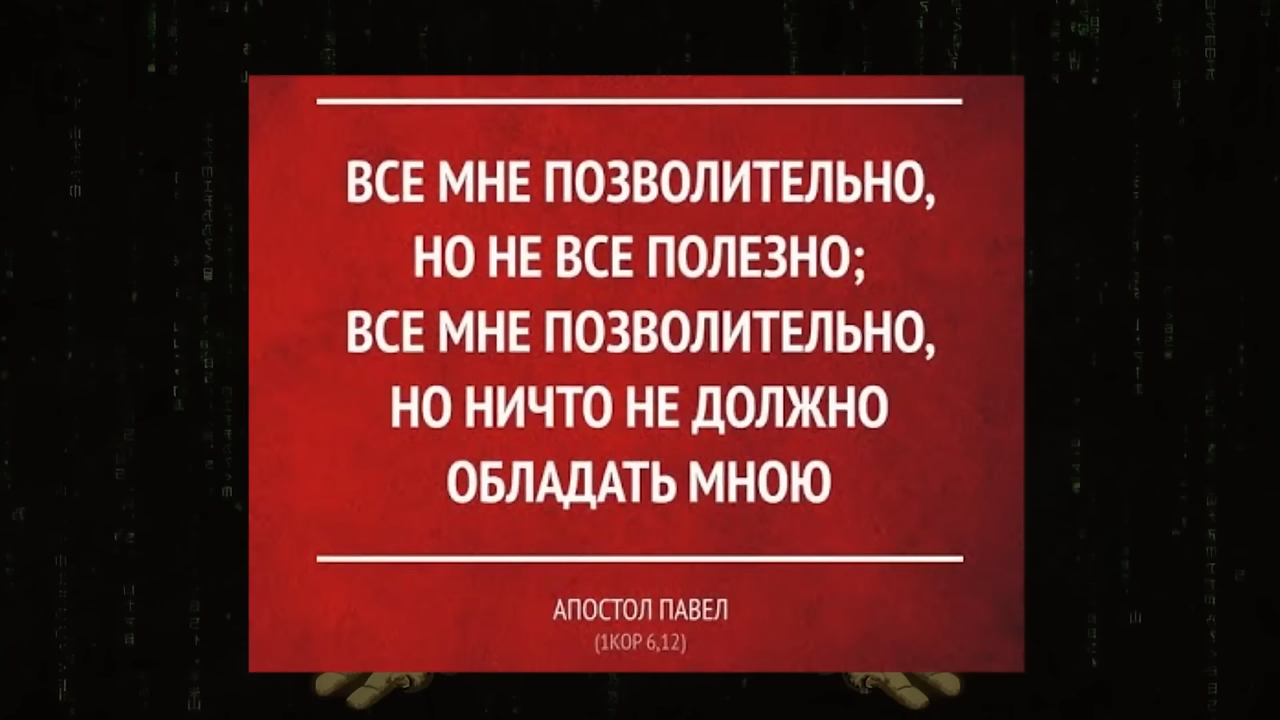 ВСЕ МНЕ ПОЗВОЛИТЕЛЬНО,
НО НЕ ВСЕ ПОЛЕЗНО;
ВСЕ МНЕ ПОЗВОЛИТЕЛЬНО,
НО НИЧТО НЕ ДОЛЖНО
ОБЛАДАТЬ МНОЮ
АПОСТОЛ ПАВЕЛ
(1КОР 6,12)